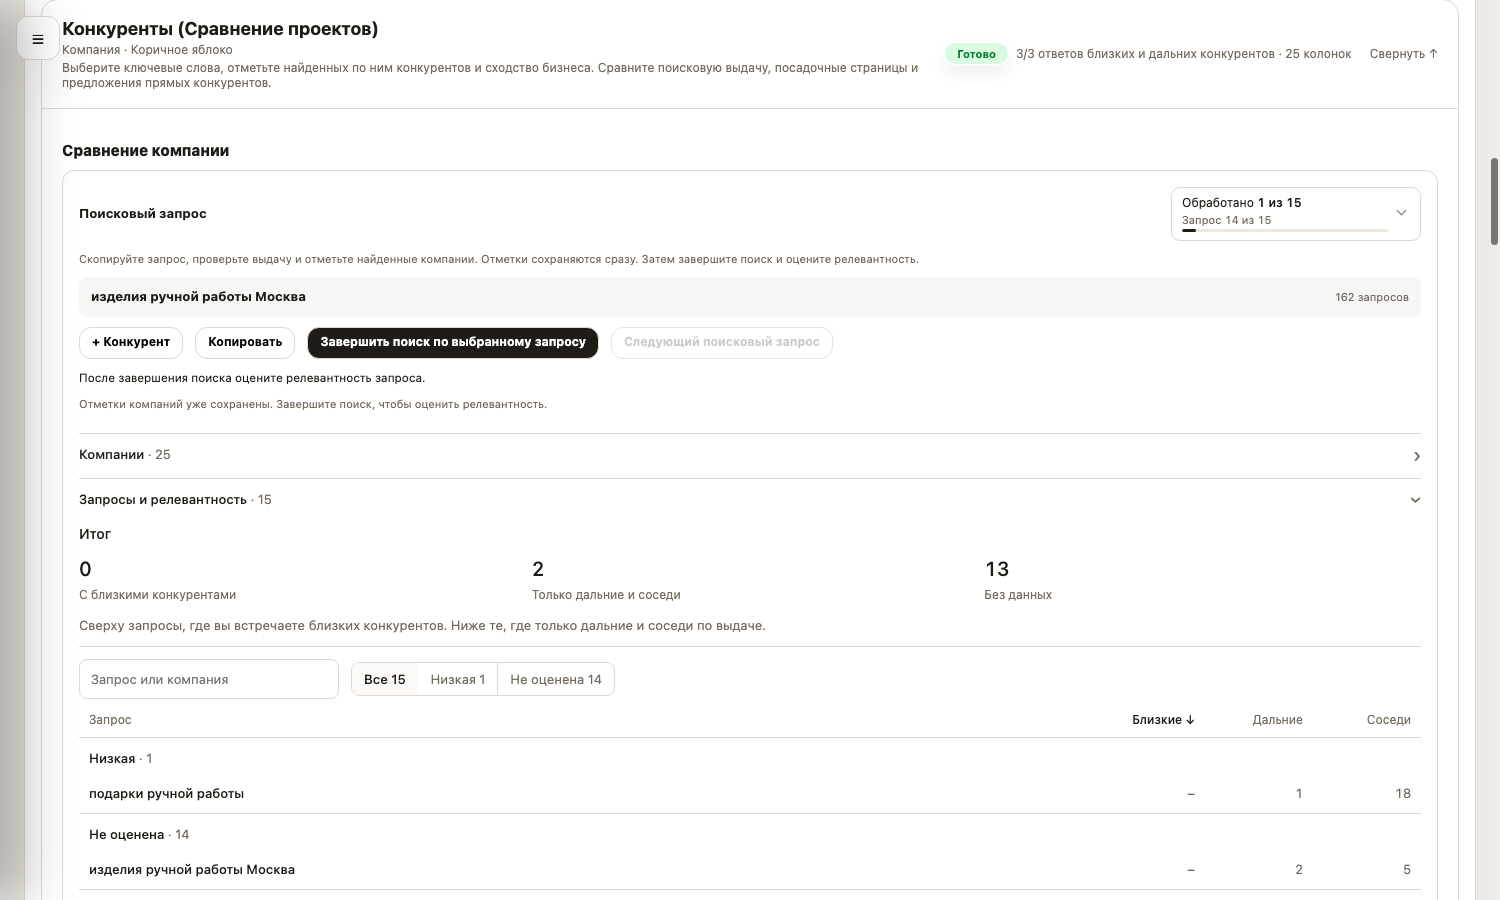 Конкуренты (Сравнение проектов)
Компания · Коричное яблоко
Выберите ключевые слова, отметьте найденных по ним конкурентов и сходство бизнеса. Сравните поисковую выдачу, посадочные страницы и
предложения прямых конкурентов.
Готово
3/3 ответов близких и дальних конкурентов · 25 колонок
Свернуть ↑
Сравнение компании
Поисковый запрос
Обработано 1 из 15
Запрос 14 из 15
Скопируйте запрос, проверьте выдачу и отметьте найденные компании. Отметки сохраняются сразу. Затем завершите поиск и оцените релевантность.
изделия ручной работы Москва
162 запросов
+ Конкурент
Копировать
Завершить поиск по выбранному запросу
Следующий поисковый запрос
После завершения поиска оцените релевантность запроса.
Отметки компаний уже сохранены. Завершите поиск, чтобы оценить релевантность.
Компании · 25
Запросы и релевантность · 15
Итог
0
2
13
С близкими конкурентами
Только дальние и соседи
Без данных
Сверху запросы, где вы встречаете близких конкурентов. Ниже те, где только дальние и соседи по выдаче.
Запрос или компания
Все 15
Низкая 1
Не оценена 14
Запрос
Близкие ↓
Дальние
Соседи
Низкая · 1
подарки ручной работы
–
1
18
Не оценена · 14
изделия ручной работы Москва
–
2
5